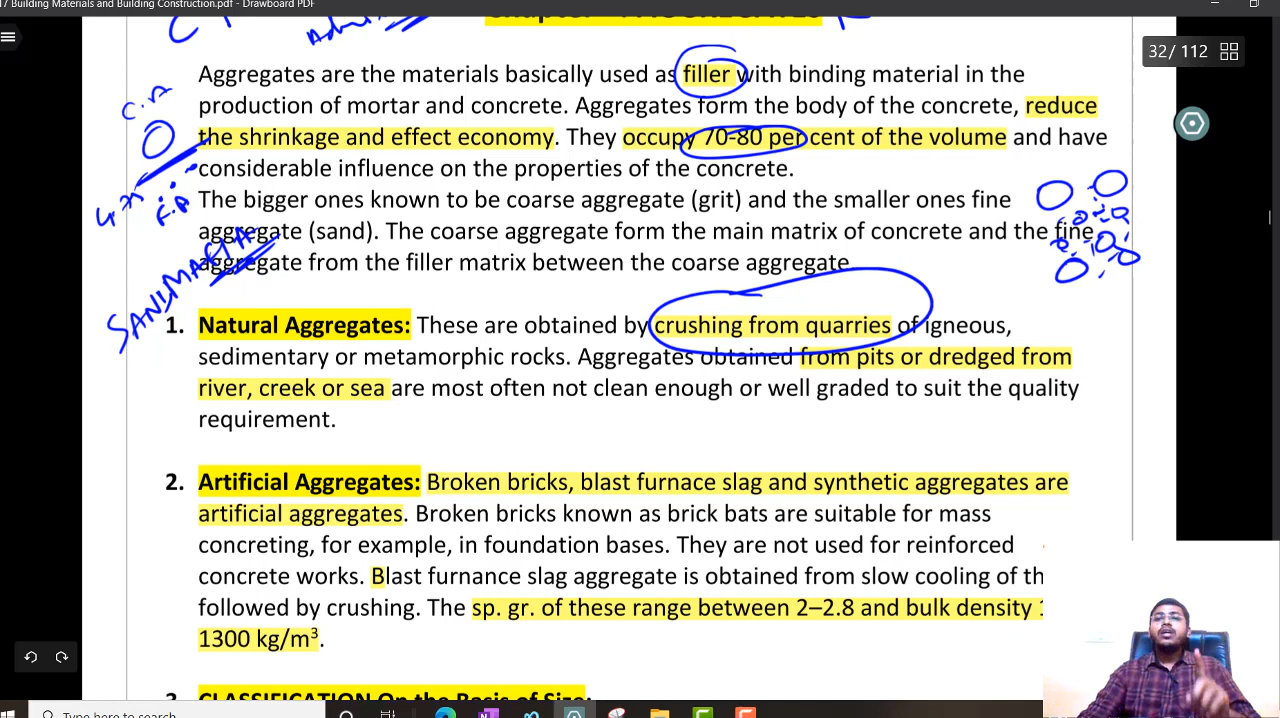 17 Building Materials and Building Construction.pdf - Drawboard PDF
32 / 112
Aggregates are the materials basically used as filler with binding material in the
production of mortar and concrete. Aggregates form the body of the concrete, reduce
the shrinkage and effect economy. They occupy 70-80 per cent of the volume and have
considerable influence on the properties of the concrete.
The bigger ones known to be coarse aggregate (grit) and the smaller ones fine
aggregate (sand). The coarse aggregate form the main matrix of concrete and the fine
aggregate from the filler matrix between the coarse aggregate.
C.A
F.A
SAND MAFIA
1. Natural Aggregates: These are obtained by crushing from quarries of igneous,
sedimentary or metamorphic rocks. Aggregates obtained from pits or dredged from
river, creek or sea are most often not clean enough or well graded to suit the quality
requirement.
2. Artificial Aggregates: Broken bricks, blast furnace slag and synthetic aggregates are
artificial aggregates. Broken bricks known as brick bats are suitable for mass
concreting, for example, in foundation bases. They are not used for reinforced
concrete works. Blast furnance slag aggregate is obtained from slow cooling of th
followed by crushing. The sp. gr. of these range between 2–2.8 and bulk density 1
1300 kg/m³.
3. CLASSIFICATION On the Basis of Size:
Type here to search